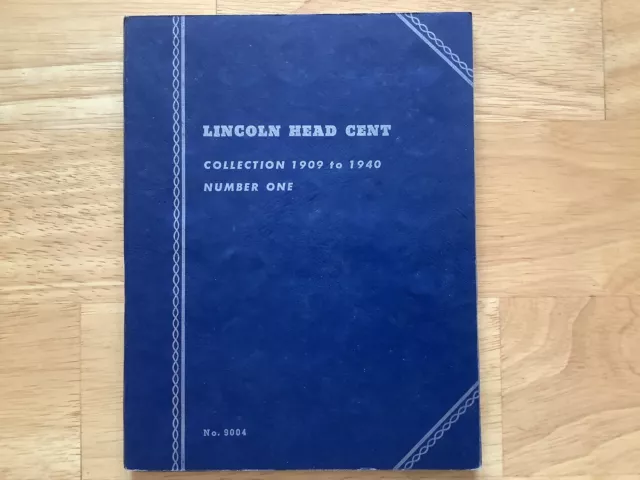 LINCOLN HEAD CENT
COLLECTION 1909 to 1940
NUMBER ONE
No. 9004